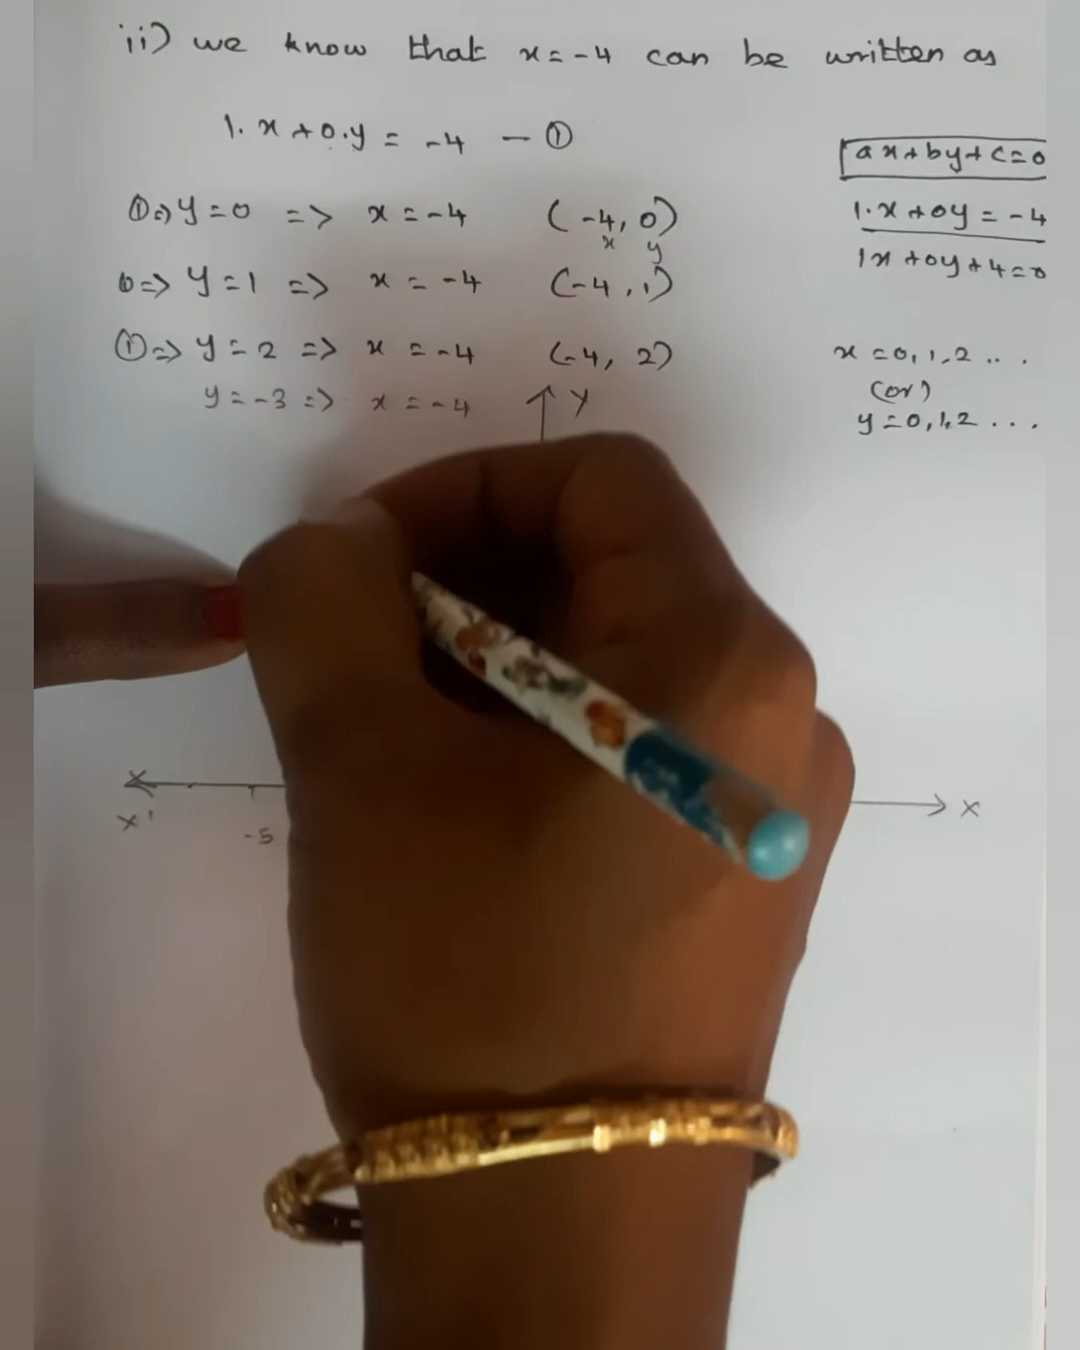 ii) we know that x = -4 can be written as
1. x + 0.y = -4 — ①
①=> y = 0 => x = -4 (-4, 0)
x y
①=> y = 1 => x = -4 (-4, 1)
①=> y = 2 => x = -4 (-4, 2)
y = -3 => x = -4
ax + by + c = 0
1. x + 0y = -4
1x + 0y + 4 = 0
x = 0, 1, 2 ...
(or)
y = 0, 1, 2 ...
Y
X' X
-5